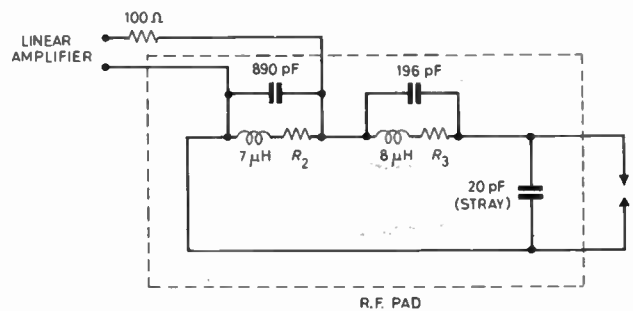 100 Ω
LINEAR
AMPLIFIER
890 pF
196 pF
7 μH
R2
8 μH
R3
20 pF
(STRAY)
R.F. PAD